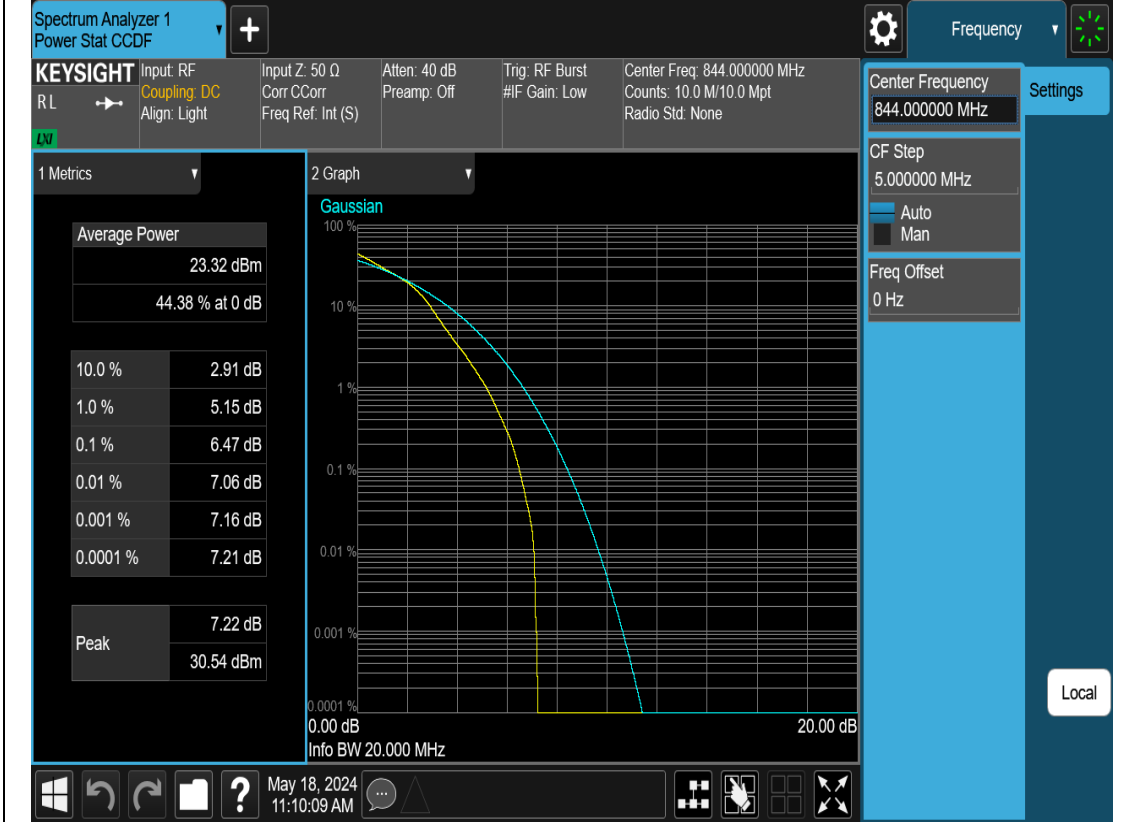 Spectrum Analyzer 1
Power Stat CCDF
Frequency
KEYSIGHT
RL
LXI
Input: RF
Coupling: DC
Align: Light
Input Z: 50 Ω
Corr CCorr
Freq Ref: Int (S)
Atten: 40 dB
Preamp: Off
Trig: RF Burst
#IF Gain: Low
Center Freq: 844.000000 MHz
Counts: 10.0 M/10.0 Mpt
Radio Std: None
Center Frequency
844.000000 MHz
Settings
CF Step
5.000000 MHz
Auto
Man
Freq Offset
0 Hz
Local
1 Metrics
Average Power
23.32 dBm
44.38 % at 0 dB
10.0 % 2.91 dB
1.0 % 5.15 dB
0.1 % 6.47 dB
0.01 % 7.06 dB
0.001 % 7.16 dB
0.0001 % 7.21 dB
Peak
7.22 dB
30.54 dBm
2 Graph
Gaussian
100 %
10 %
1 %
0.1 %
0.01 %
0.001 %
0.0001 %
0.00 dB 20.00 dB
Info BW 20.000 MHz
?
May 18, 2024
11:10:09 AM